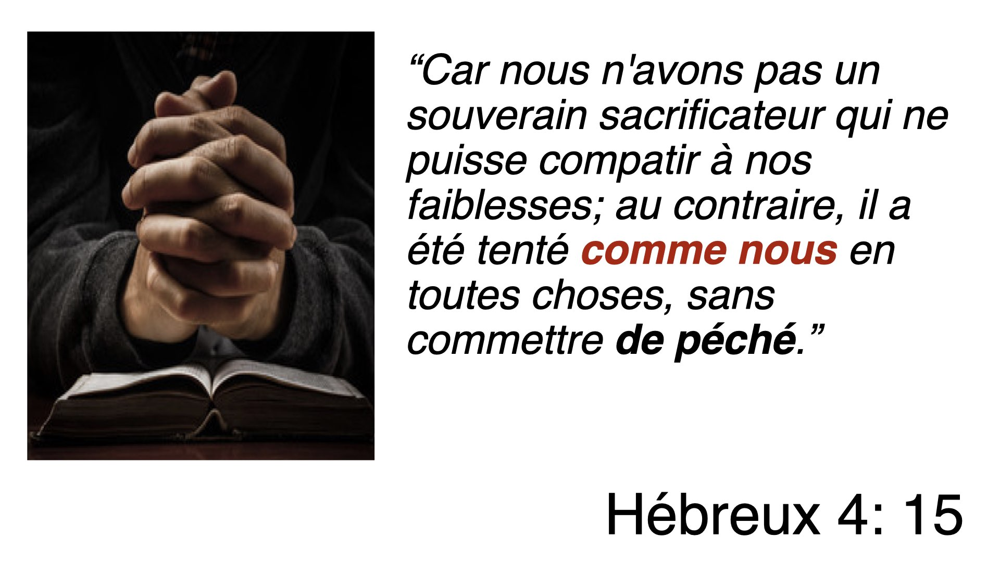 “Car nous n'avons pas un
souverain sacrificateur qui ne
puisse compatir à nos
faiblesses; au contraire, il a
été tenté comme nous en
toutes choses, sans
commettre de péché.”
Hébreux 4: 15